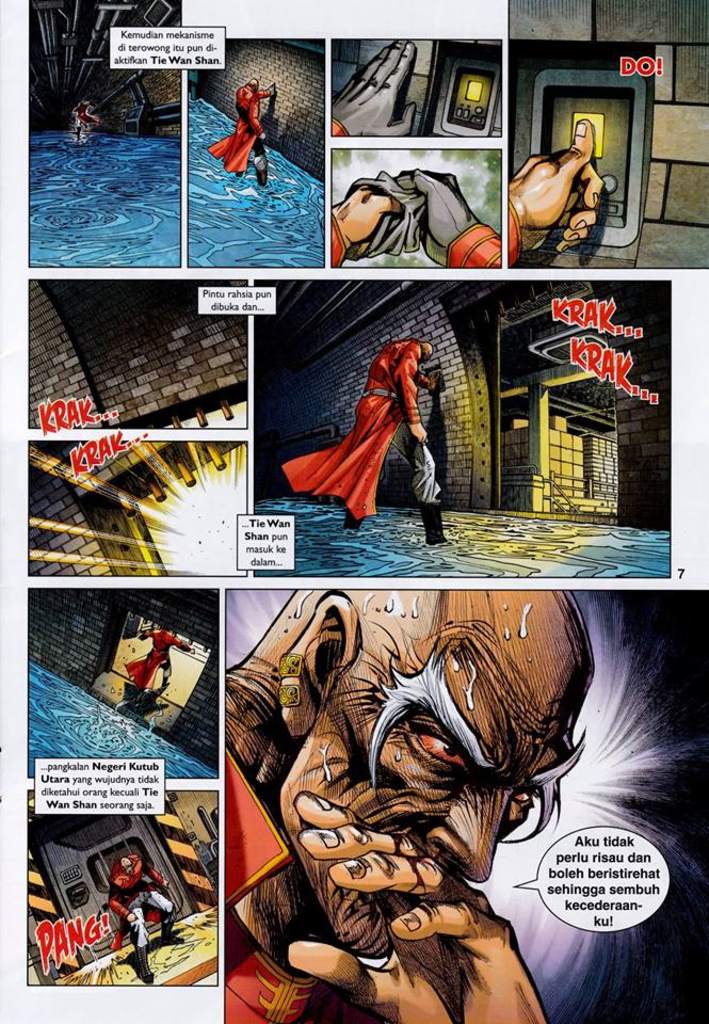 Kemudian mekanisme
di terowong itu pun di-
aktifkan Tie Wan Shan.
DO!
Pintu rahsia pun
dibuka dan...
KRAK...
KRAK...
KRAK...
KRAK...
...Tie Wan
Shan pun
masuk ke
dalam...
7
...pangkalan Negeri Kutub
Utara yang wujudnya tidak
diketahui orang kecuali Tie
Wan Shan seorang saja.
PANG!
Aku tidak
perlu risau dan
boleh beristirehat
sehingga sembuh
kecederaan-
ku!